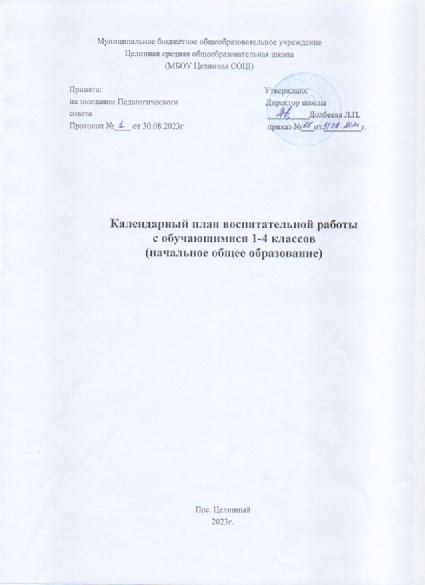 Муниципальное бюджетное общеобразовательное учреждение
Целинная средняя общеобразовательная школа
(МБОУ Целинная СОШ)
Принята: Утверждаю:
на заседании Педагогического Директор школы
совета Долбеева Л.П.
Протокол № 1 от 30.08.2023г приказ № от г.
Календарный план воспитательной работы
с обучающимися 1-4 классов
(начальное общее образование)
Пос. Целинный
2023г.